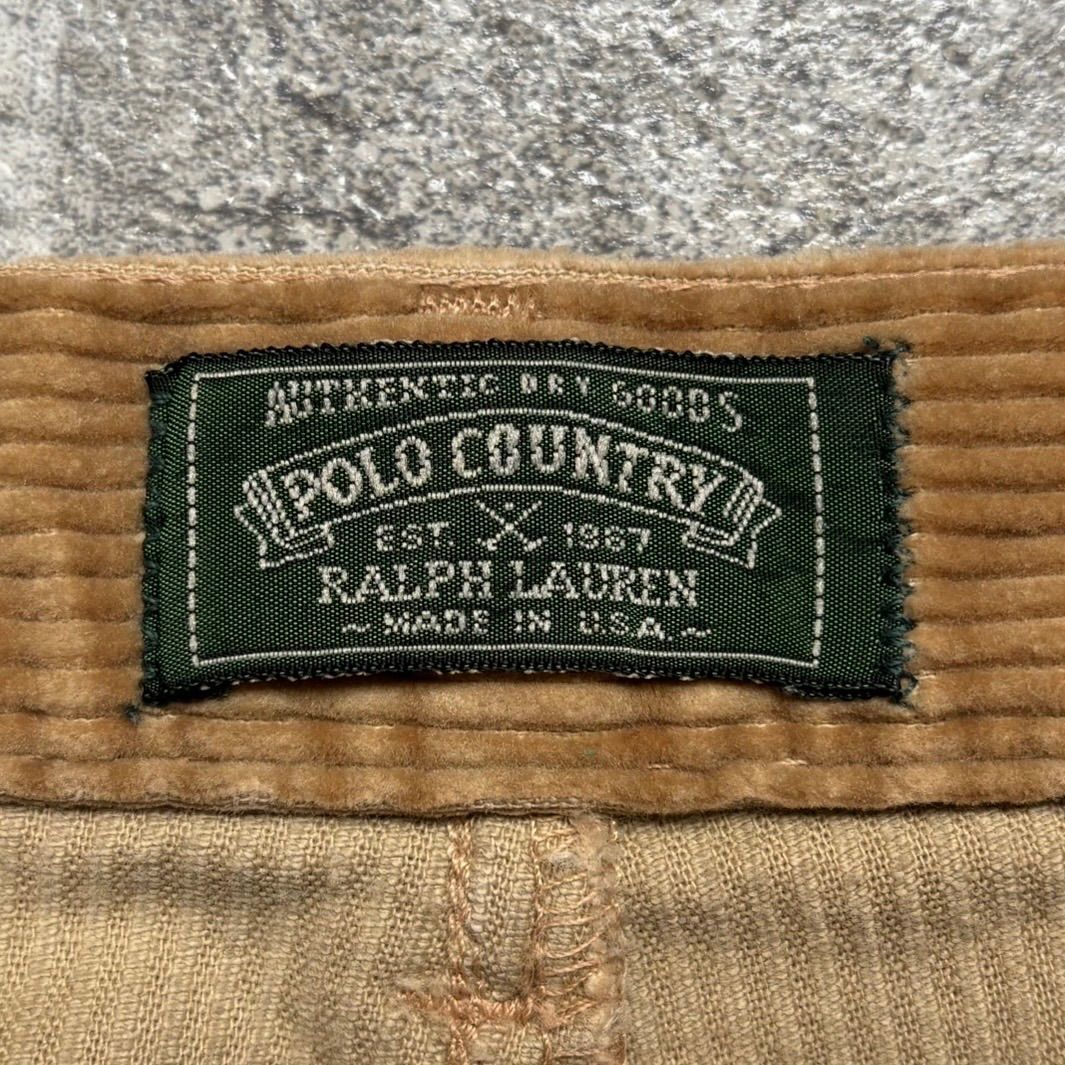 AUTHENTIC DRY GOODS
POLO COUNTRY
EST. 1967
RALPH LAUREN
~ MADE IN U.S.A. ~